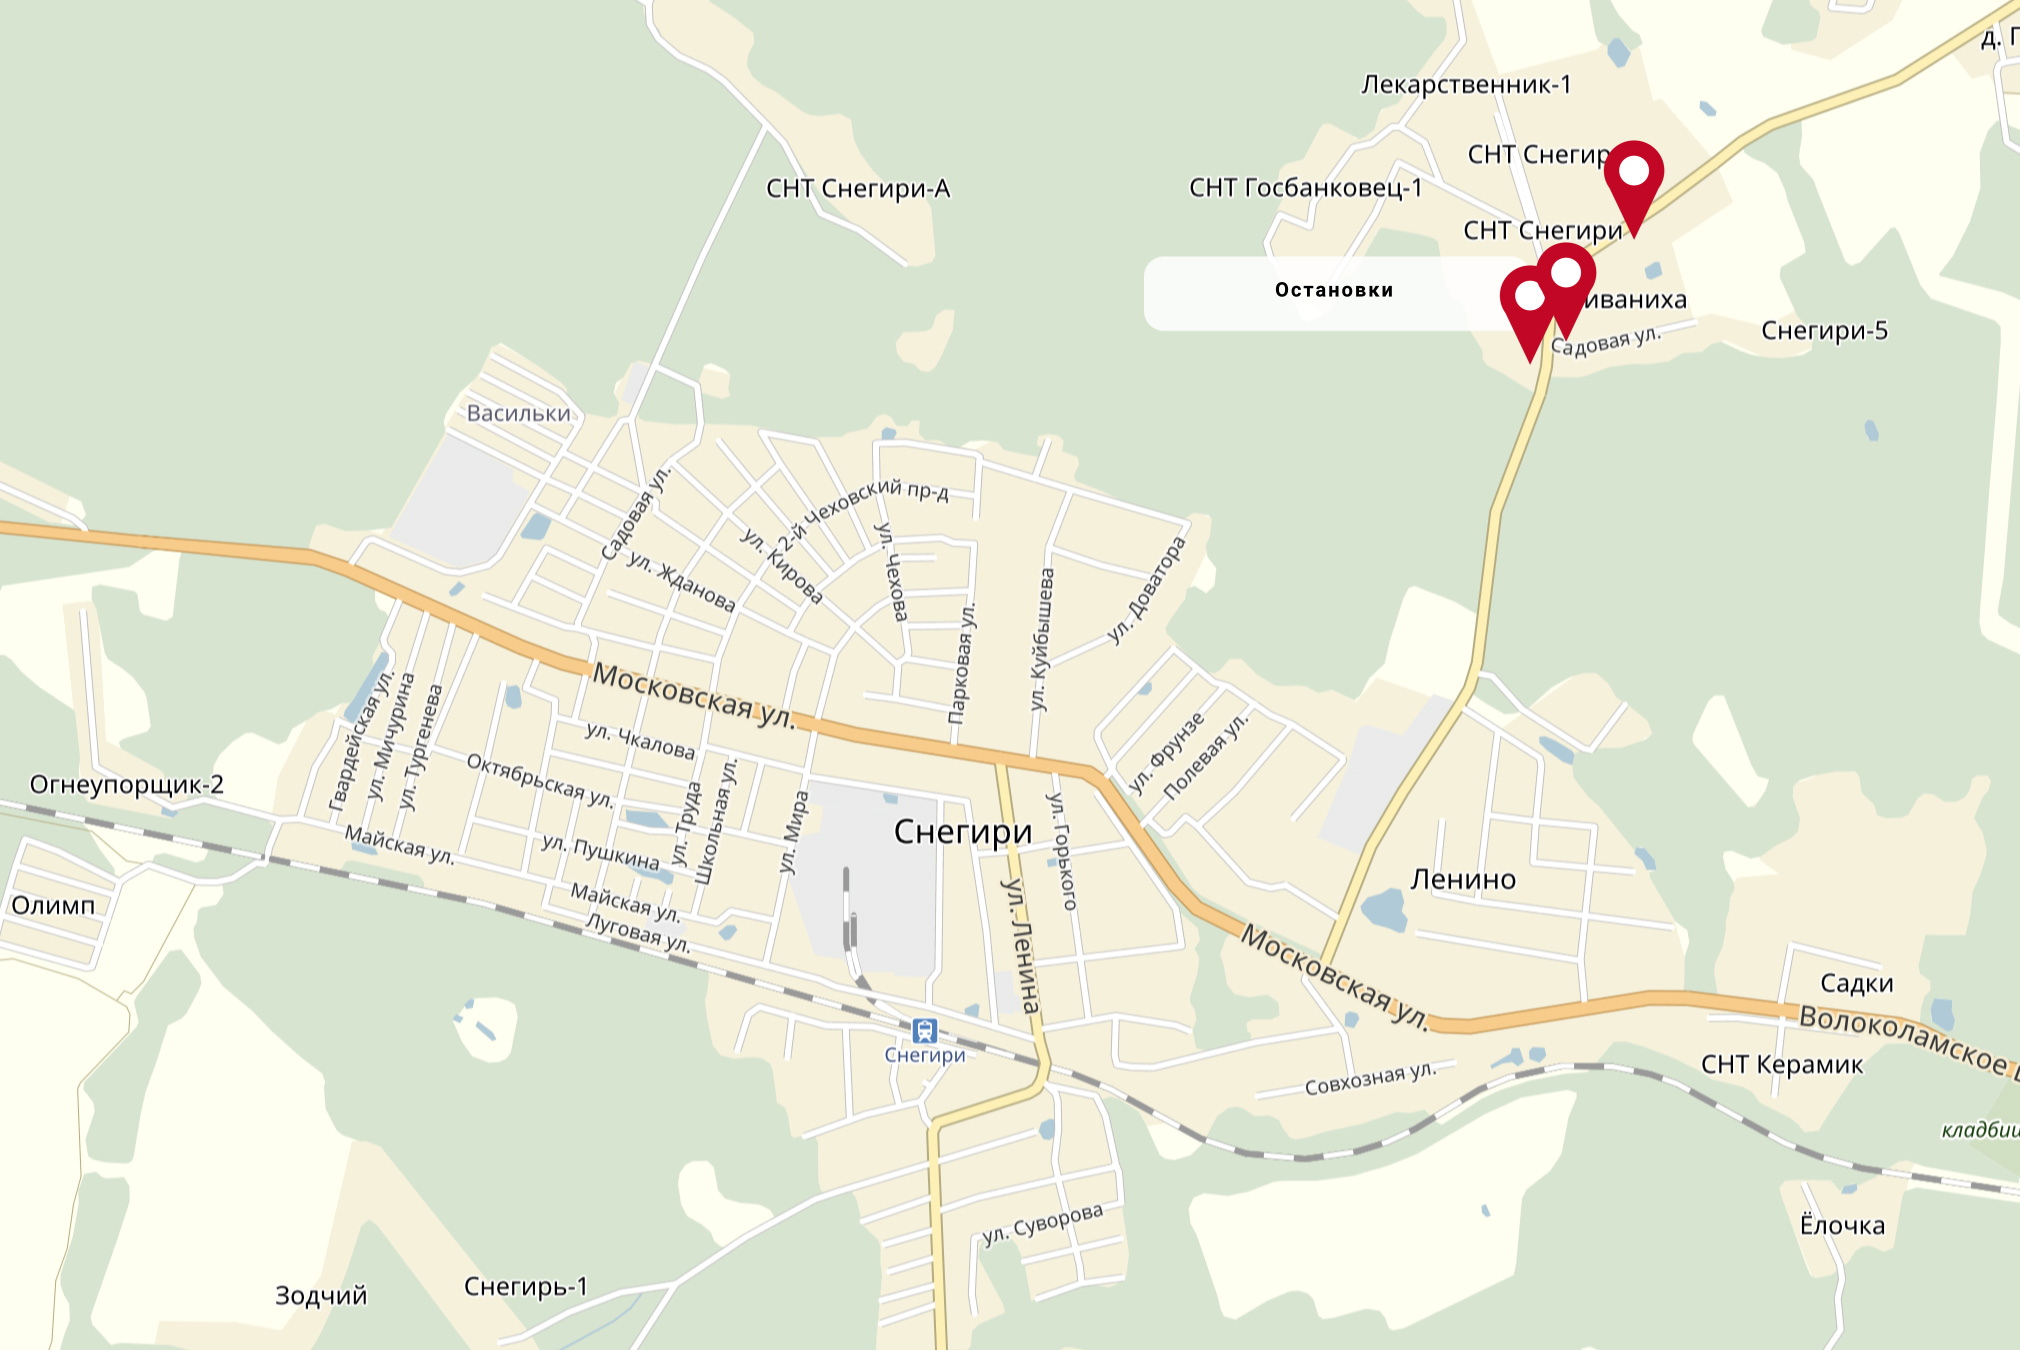 д. Г
Лекарственник-1
СНТ Снегир
СНТ Снегири-А
СНТ Госбанковец-1
СНТ Снегири
Остановки
иваниха
Садовая ул.
Снегири-5
Васильки
Садовая ул.
2-й Чеховский пр-д
ул. Кирова
ул. Жданова
ул. Чехова
Парковая ул.
ул. Куйбышева
ул. Доватора
Московская ул.
Гвардейская ул.
ул. Мичурина
ул. Тургенева
ул. Чкалова
Октябрьская ул.
ул. Фрунзе
Полевая ул.
Огнеупорщик-2
Майская ул.
ул. Пушкина
ул. Труда
Школьная ул.
ул. Мира
Снегири
ул. Горького
ул. Ленина
Ленино
Олимп
Майская ул.
Луговая ул.
Московская ул.
Садки
Волоколамское
Снегири
СНТ Керамик
Совхозная ул.
кладбищ
ул. Суворова
Ёлочка
Зодчий
Снегирь-1